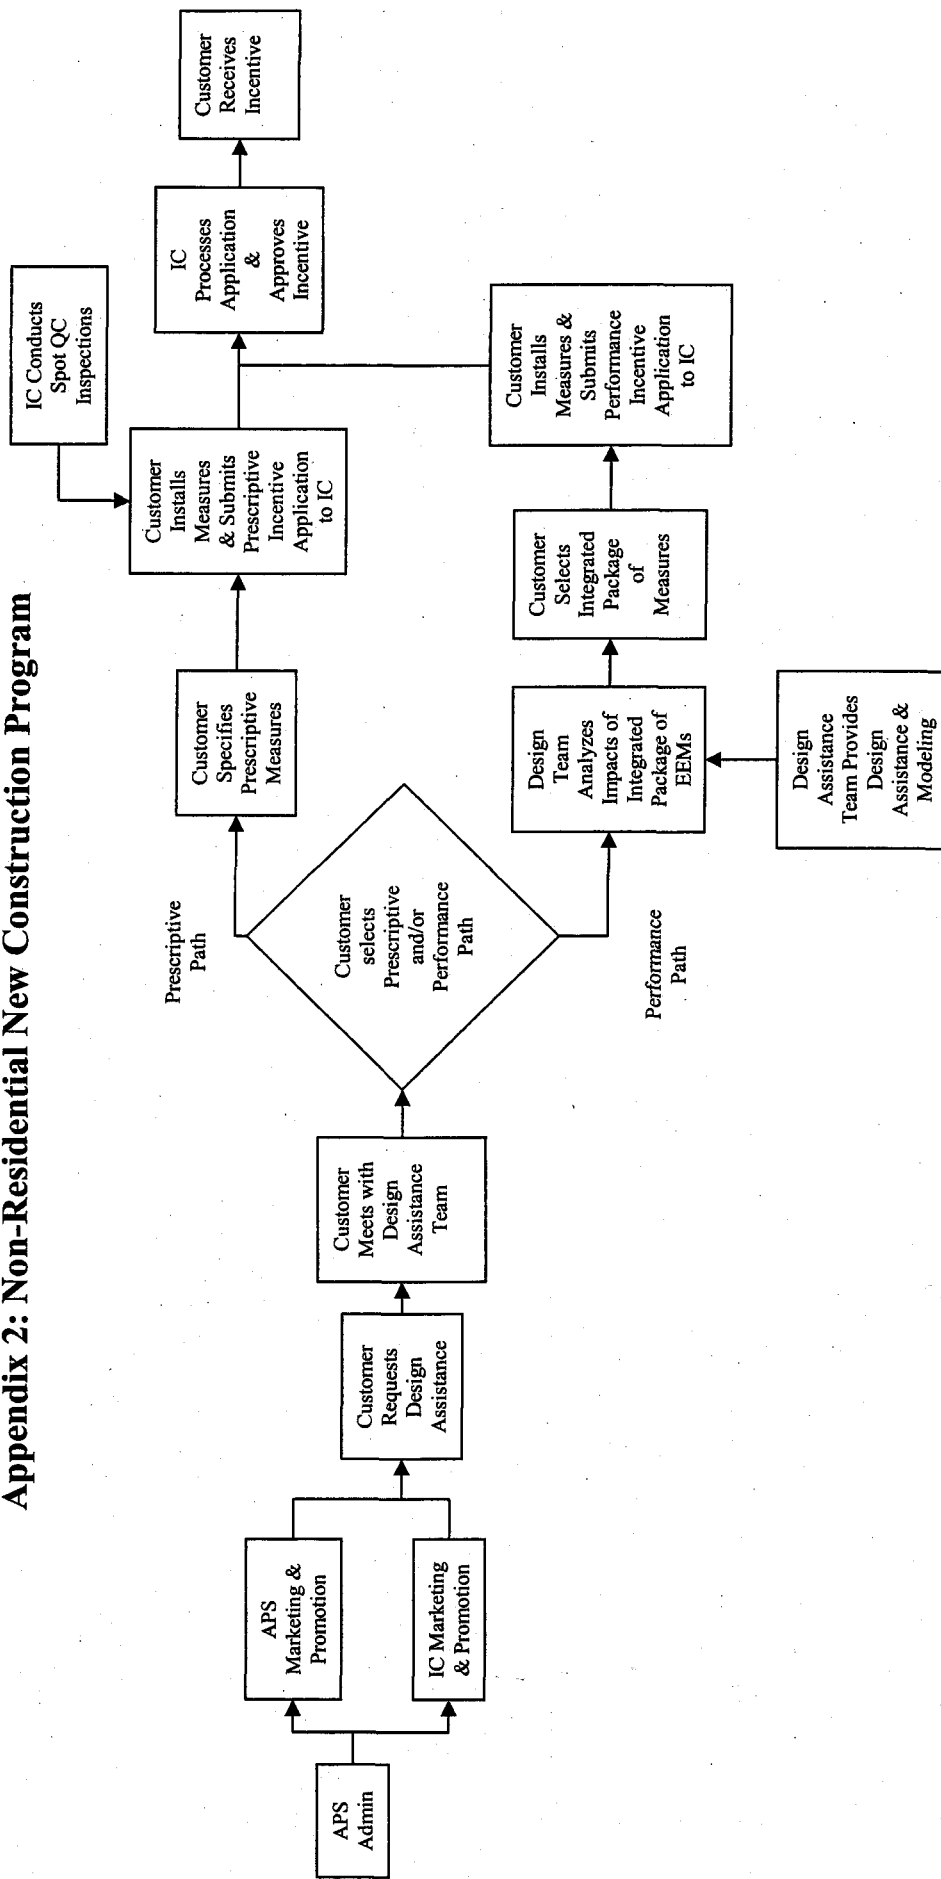 Appendix 2: Non-Residential New Construction Program
APS
Admin
APS
Marketing &
Promotion
IC Marketing
& Promotion
Customer
Requests
Design
Assistance
Customer
Meets with
Design
Assistance
Team
Customer
selects
Prescriptive
and/or
Performance
Path
Prescriptive
Path
Customer
Specifies
Prescriptive
Measures
Customer
Installs
Measures
& Submits
Prescriptive
Incentive
Application
to IC
IC Conducts
Spot QC
Inspections
IC
Processes
Application
&
Approves
Incentive
Customer
Receives
Incentive
Performance
Path
Design
Team
Analyzes
Impacts of
Integrated
Package of
EEMs
Design
Assistance
Team Provides
Design
Assistance &
Modeling
Customer
Selects
Integrated
Package
of
Measures
Customer
Installs
Measures &
Submits
Performance
Incentive
Application
to IC